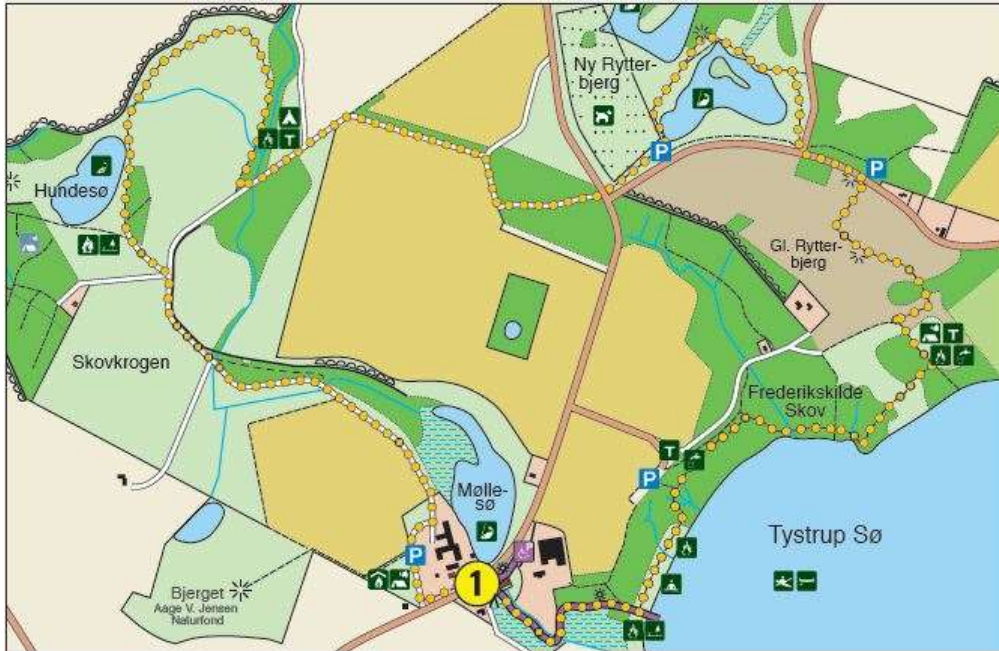 Ny Rytter-
bjerg
P
P
Hundesø
T
Gl. Rytter-
bjerg
T
Skovkrogen
Frederikskilde
Skov
T
P
Mølle-
sø
Tystrup Sø
P
P
1
Bjerget
Aage V. Jensen
Naturfond